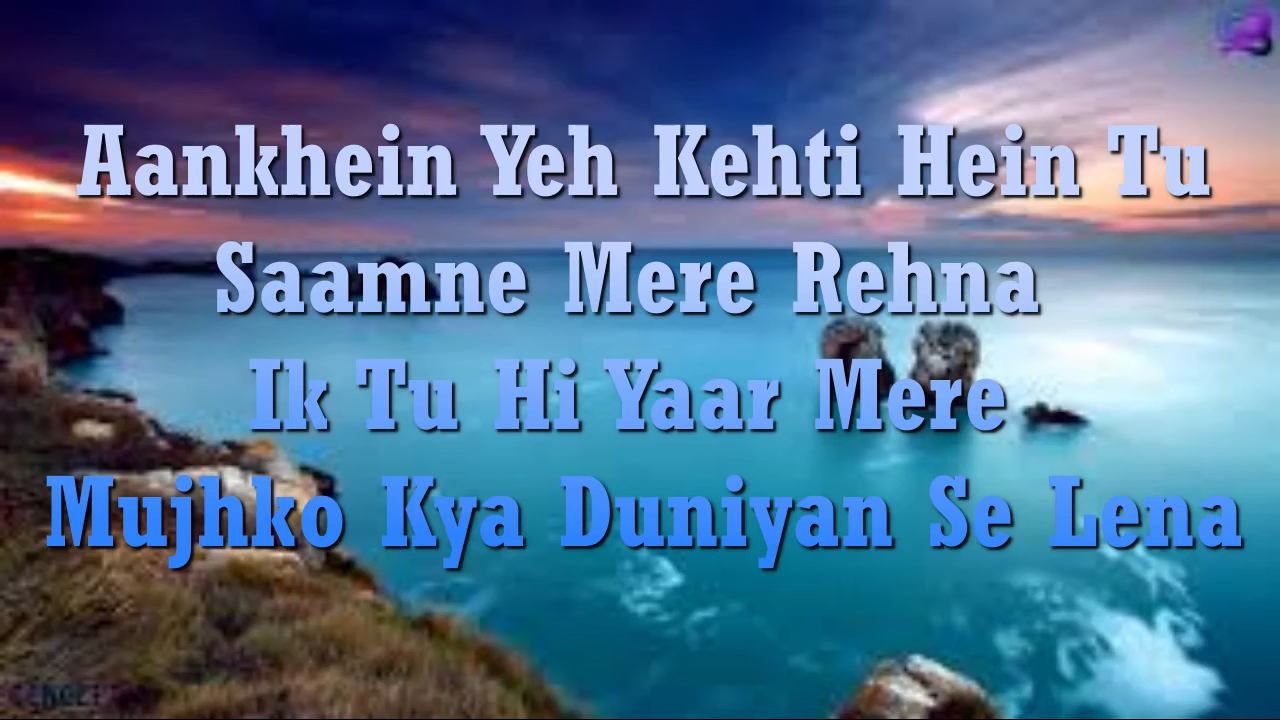 Aankhein Yeh Kehti Hein Tu
Saamne Mere Rehna
Ik Tu Hi Yaar Mere
Mujhko Kya Duniyan Se Lena